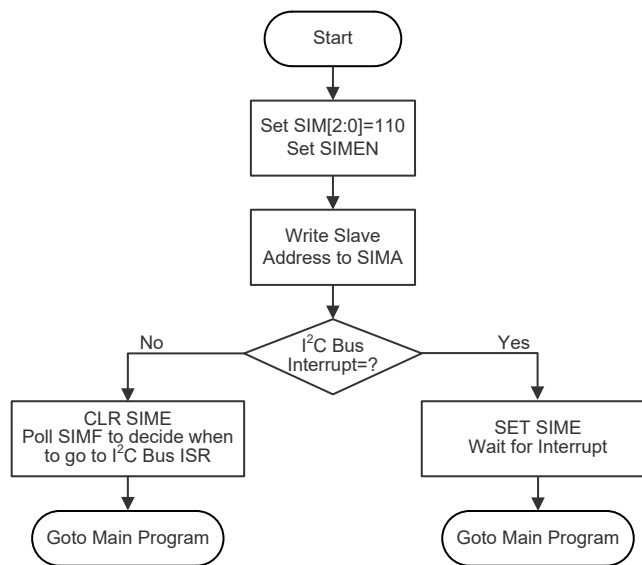 Start
Set SIM[2:0]=110
Set SIMEN
Write Slave
Address to SIMA
I²C Bus
Interrupt=?
No
Yes
CLR SIME
Poll SIMF to decide when
to go to I²C Bus ISR
SET SIME
Wait for Interrupt
Goto Main Program
Goto Main Program